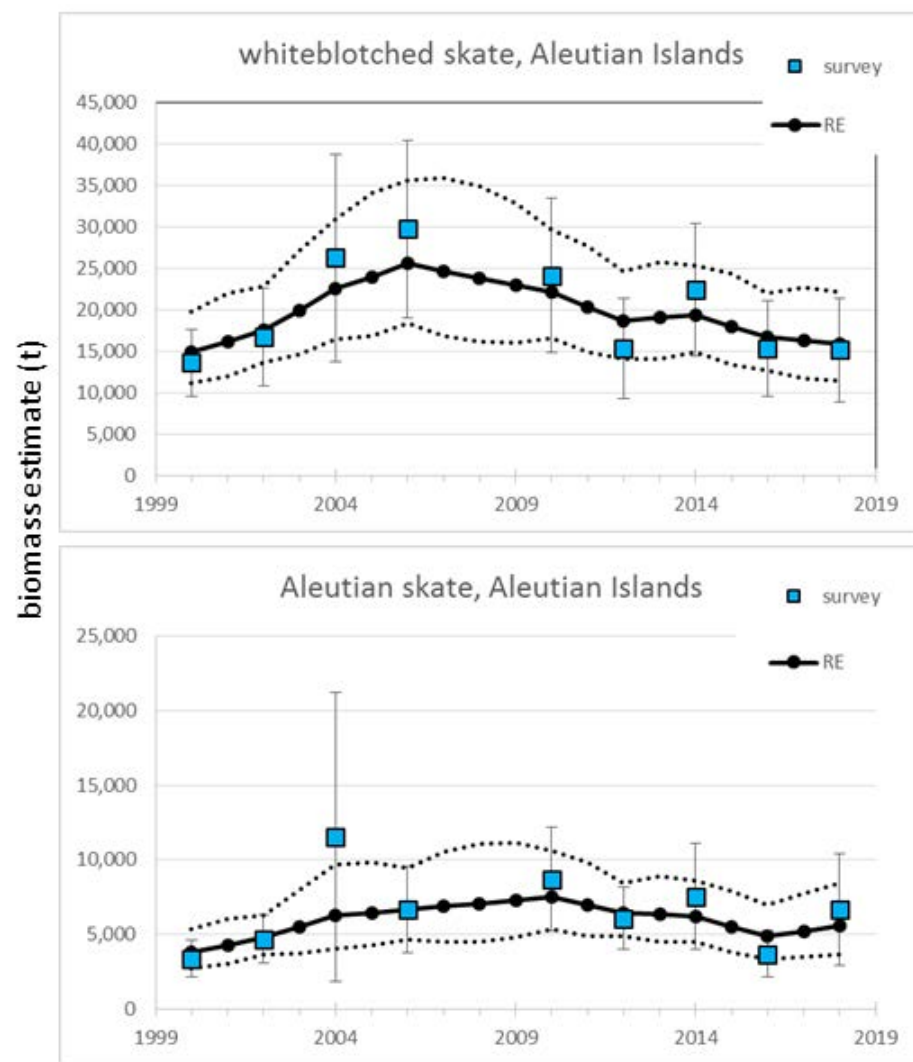 whiteblotched skate, Aleutian Islands
survey
RE
45,000
40,000
35,000
30,000
25,000
20,000
15,000
10,000
5,000
0
1999 2004 2009 2014 2019
biomass estimate (t)
Aleutian skate, Aleutian Islands
survey
RE
25,000
20,000
15,000
10,000
5,000
0
1999 2004 2009 2014 2019